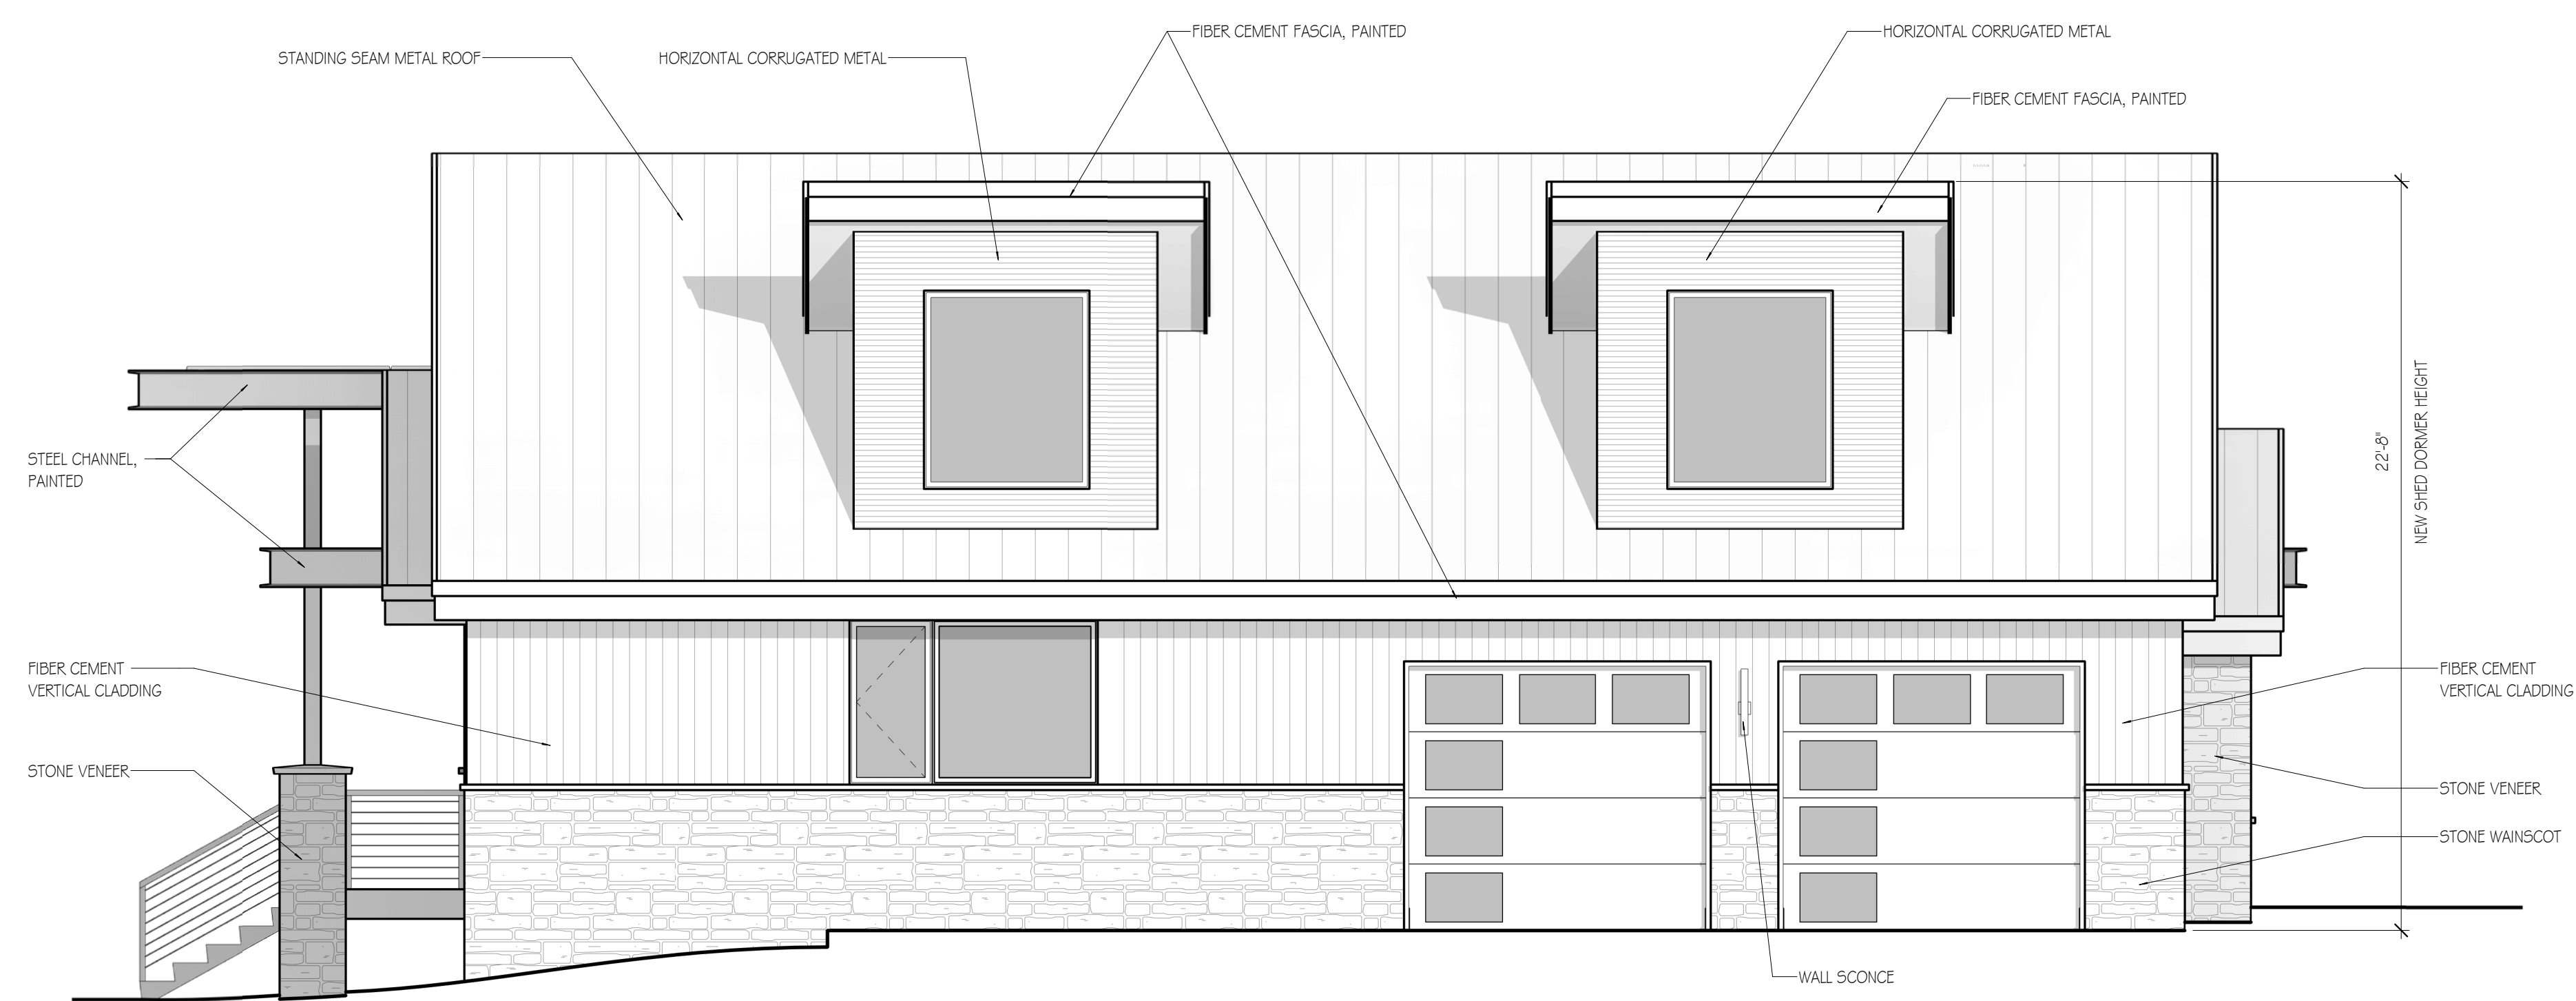 FIBER CEMENT FASCIA, PAINTED
HORIZONTAL CORRUGATED METAL
STANDING SEAM METAL ROOF
HORIZONTAL CORRUGATED METAL
FIBER CEMENT FASCIA, PAINTED
STEEL CHANNEL,
PAINTED
22'-8"
NEW SHED DORMER HEIGHT
FIBER CEMENT
VERTICAL CLADDING
FIBER CEMENT
VERTICAL CLADDING
STONE VENEER
STONE VENEER
STONE WAINSCOT
WALL SCONCE